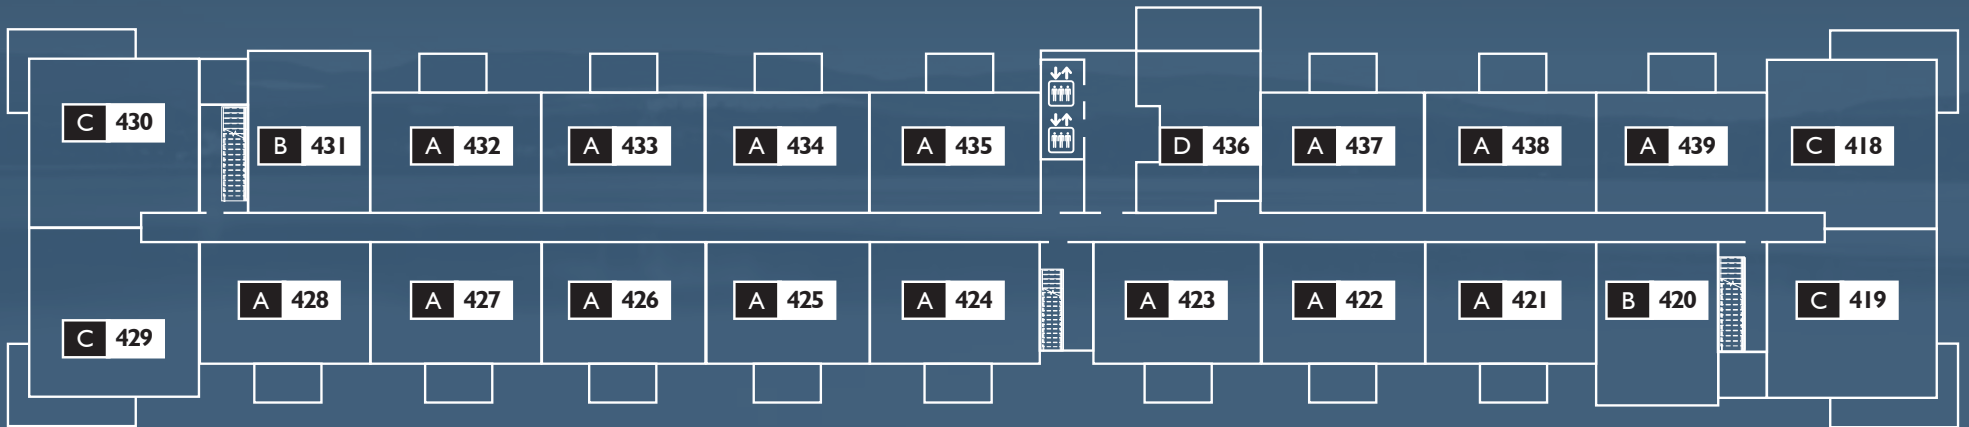 C 430
B 431
A 432
A 433
A 434
A 435
D 436
A 437
A 438
A 439
C 418
C 429
A 428
A 427
A 426
A 425
A 424
A 423
A 422
A 421
B 420
C 419